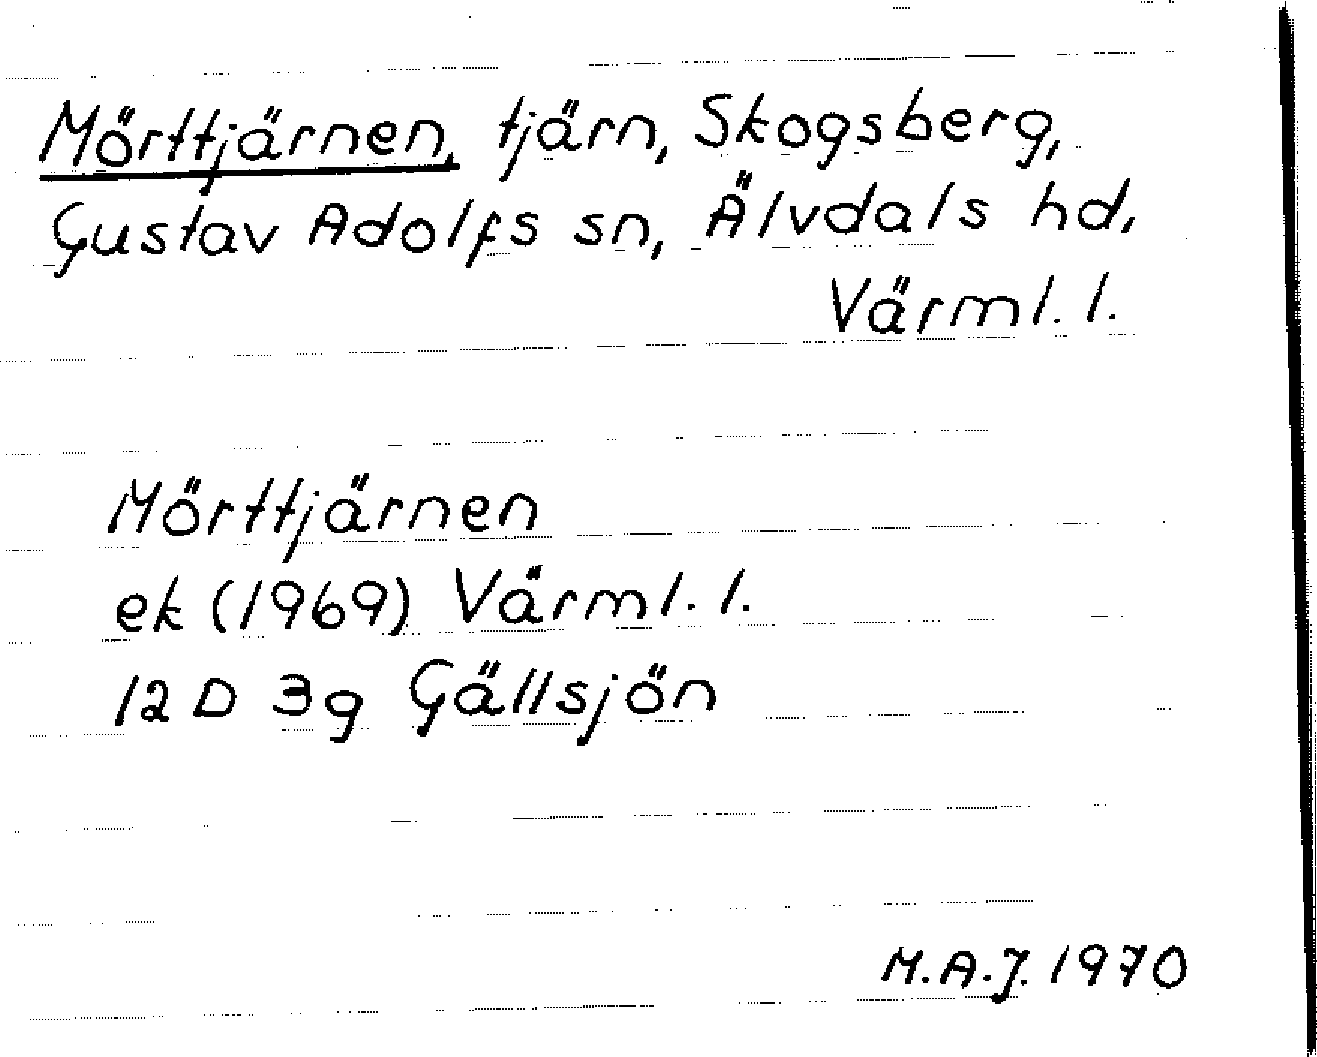 Mörttjärnen, tjärn, Skogsberg,
Gustav Adolfs sn, Älvdals hd,
Värml. l.
Mörttjärnen
ek (1969) Värml. l.
12 D 3g Gällsjön
M.A.J. 1970